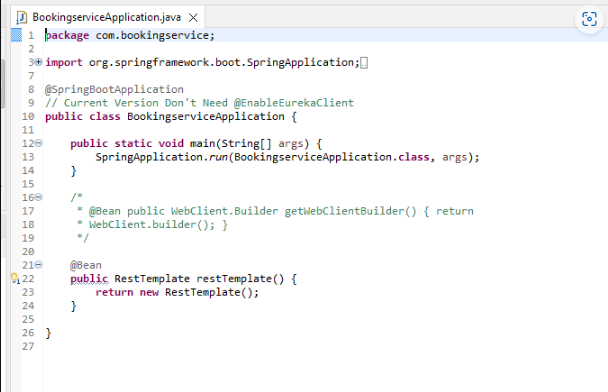 BookingserviceApplication.java
1 package com.bookingservice;
2
3 import org.springframework.boot.SpringApplication;
7
8 @SpringBootApplication
9 // Current Version Don't Need @EnableEurekaClient
10 public class BookingserviceApplication {
11
12 public static void main(String[] args) {
13 SpringApplication.run(BookingserviceApplication.class, args);
14 }
15
16 /*
17 * @Bean public WebClient.Builder getWebClientBuilder() { return
18 * WebClient.builder(); }
19 */
20
21 @Bean
22 public RestTemplate restTemplate() {
23 return new RestTemplate();
24 }
25
26 }
27